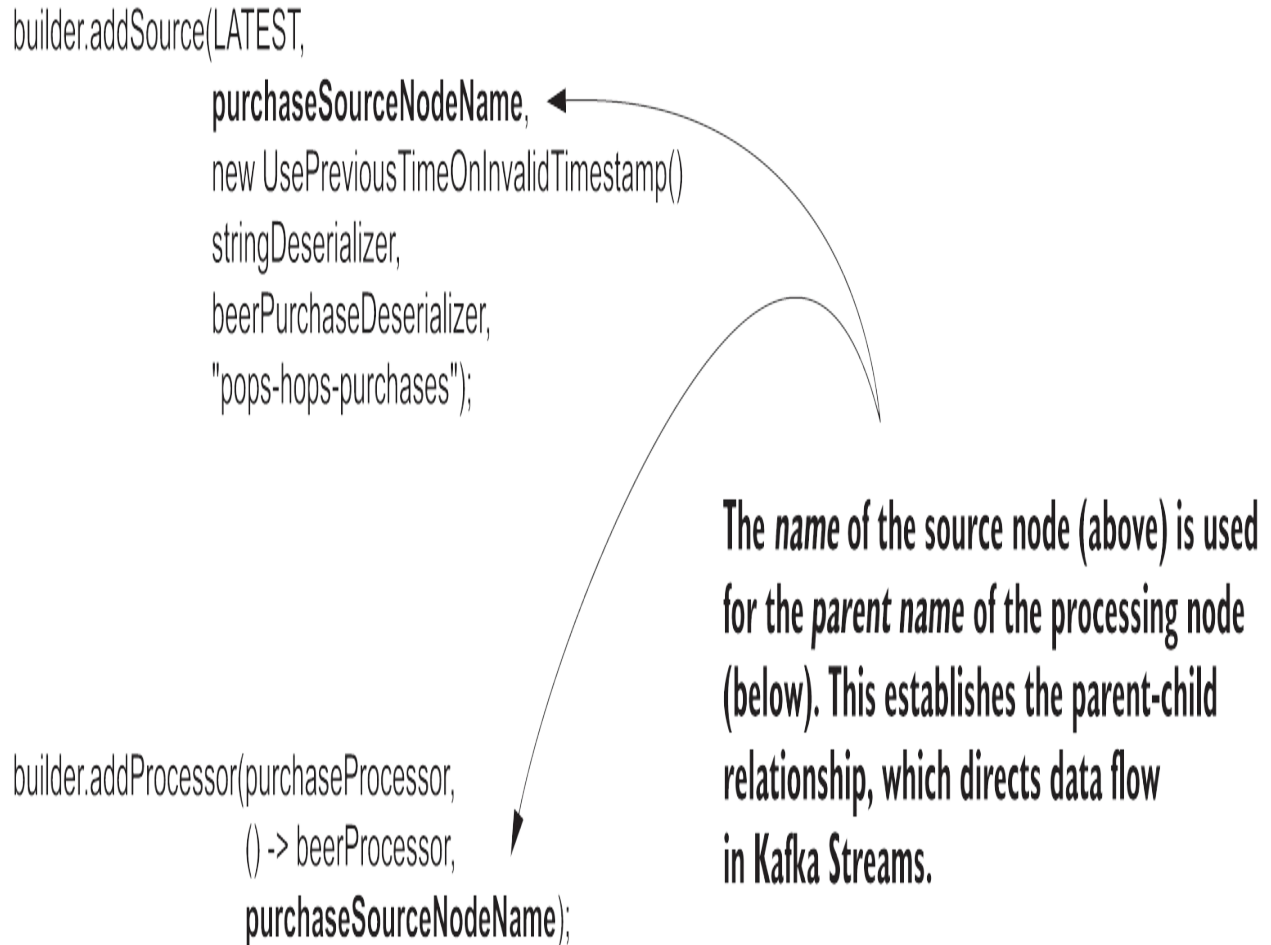 builder.addSource(LATEST,
purchaseSourceNodeName,
new UsePreviousTimeOnInvalidTimestamp()
stringDeserializer,
beerPurchaseDeserializer,
"pops-hops-purchases");
The name of the source node (above) is used
for the parent name of the processing node
(below). This establishes the parent-child
relationship, which directs data flow
in Kafka Streams.
builder.addProcessor(purchaseProcessor,
() -> beerProcessor,
purchaseSourceNodeName);